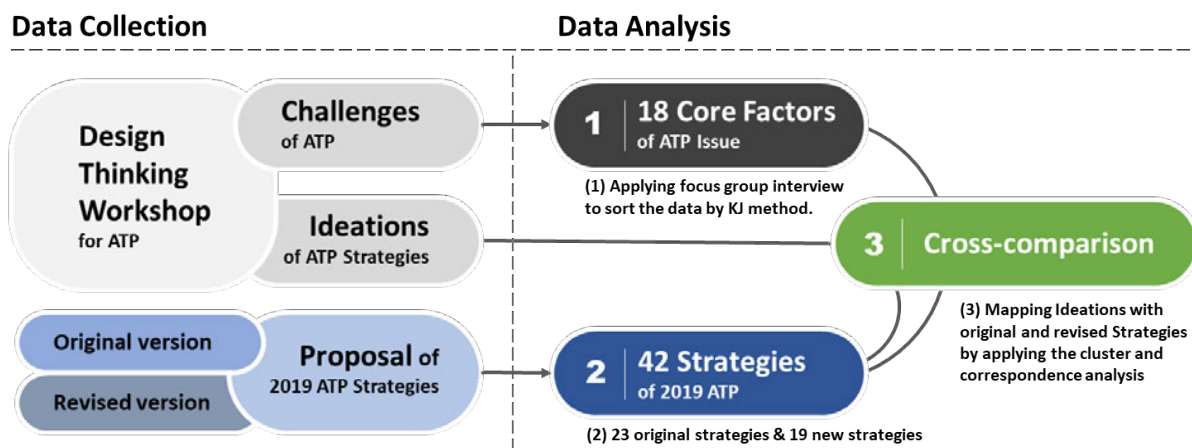 Data Collection
Data Analysis
Design
Thinking
Workshop
for ATP
Challenges
of ATP
Ideations
of ATP Strategies
Original version
Revised version
Proposal of
2019 ATP Strategies
1
18 Core Factors
of ATP Issue
(1) Applying focus group interview
to sort the data by KJ method.
3
Cross-comparison
(3) Mapping Ideations with
original and revised Strategies
by applying the cluster and
correspondence analysis
2
42 Strategies
of 2019 ATP
(2) 23 original strategies & 19 new strategies